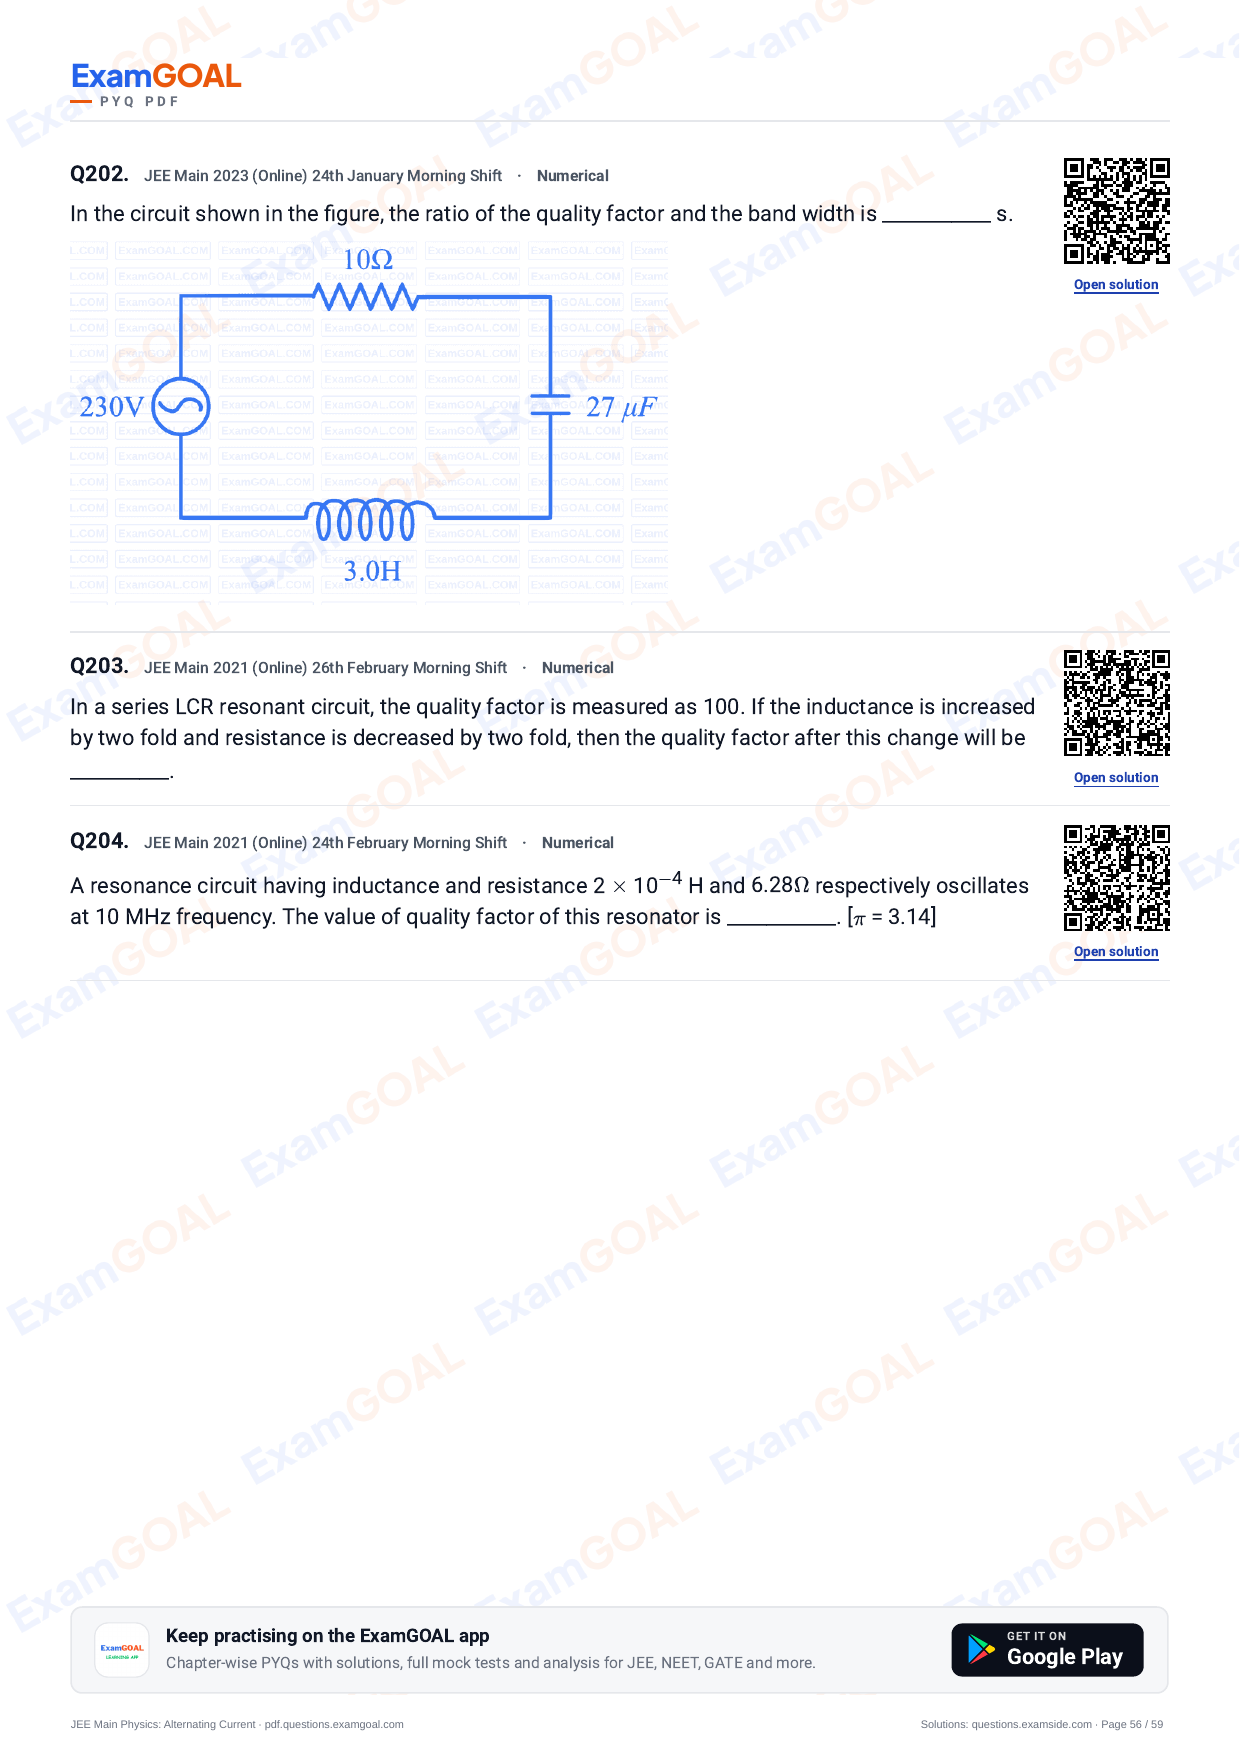 ExamGOAL
PYQ PDF
Q202. JEE Main 2023 (Online) 24th January Morning Shift · Numerical
In the circuit shown in the figure, the ratio of the quality factor and the band width is __________ s.
Open solution
10Ω
230V
27 μF
3.0H
Q203. JEE Main 2021 (Online) 26th February Morning Shift · Numerical
In a series LCR resonant circuit, the quality factor is measured as 100. If the inductance is increased
by two fold and resistance is decreased by two fold, then the quality factor after this change will be
_________.
Open solution
Q204. JEE Main 2021 (Online) 24th February Morning Shift · Numerical
A resonance circuit having inductance and resistance 2 × 10⁻⁴ H and 6.28Ω respectively oscillates
at 10 MHz frequency. The value of quality factor of this resonator is __________. [π = 3.14]
Open solution
ExamGOAL
LEARNING APP
Keep practising on the ExamGOAL app
Chapter-wise PYQs with solutions, full mock tests and analysis for JEE, NEET, GATE and more.
GET IT ON
Google Play
JEE Main Physics: Alternating Current · pdf.questions.examgoal.com
Solutions: questions.examside.com · Page 56 / 59